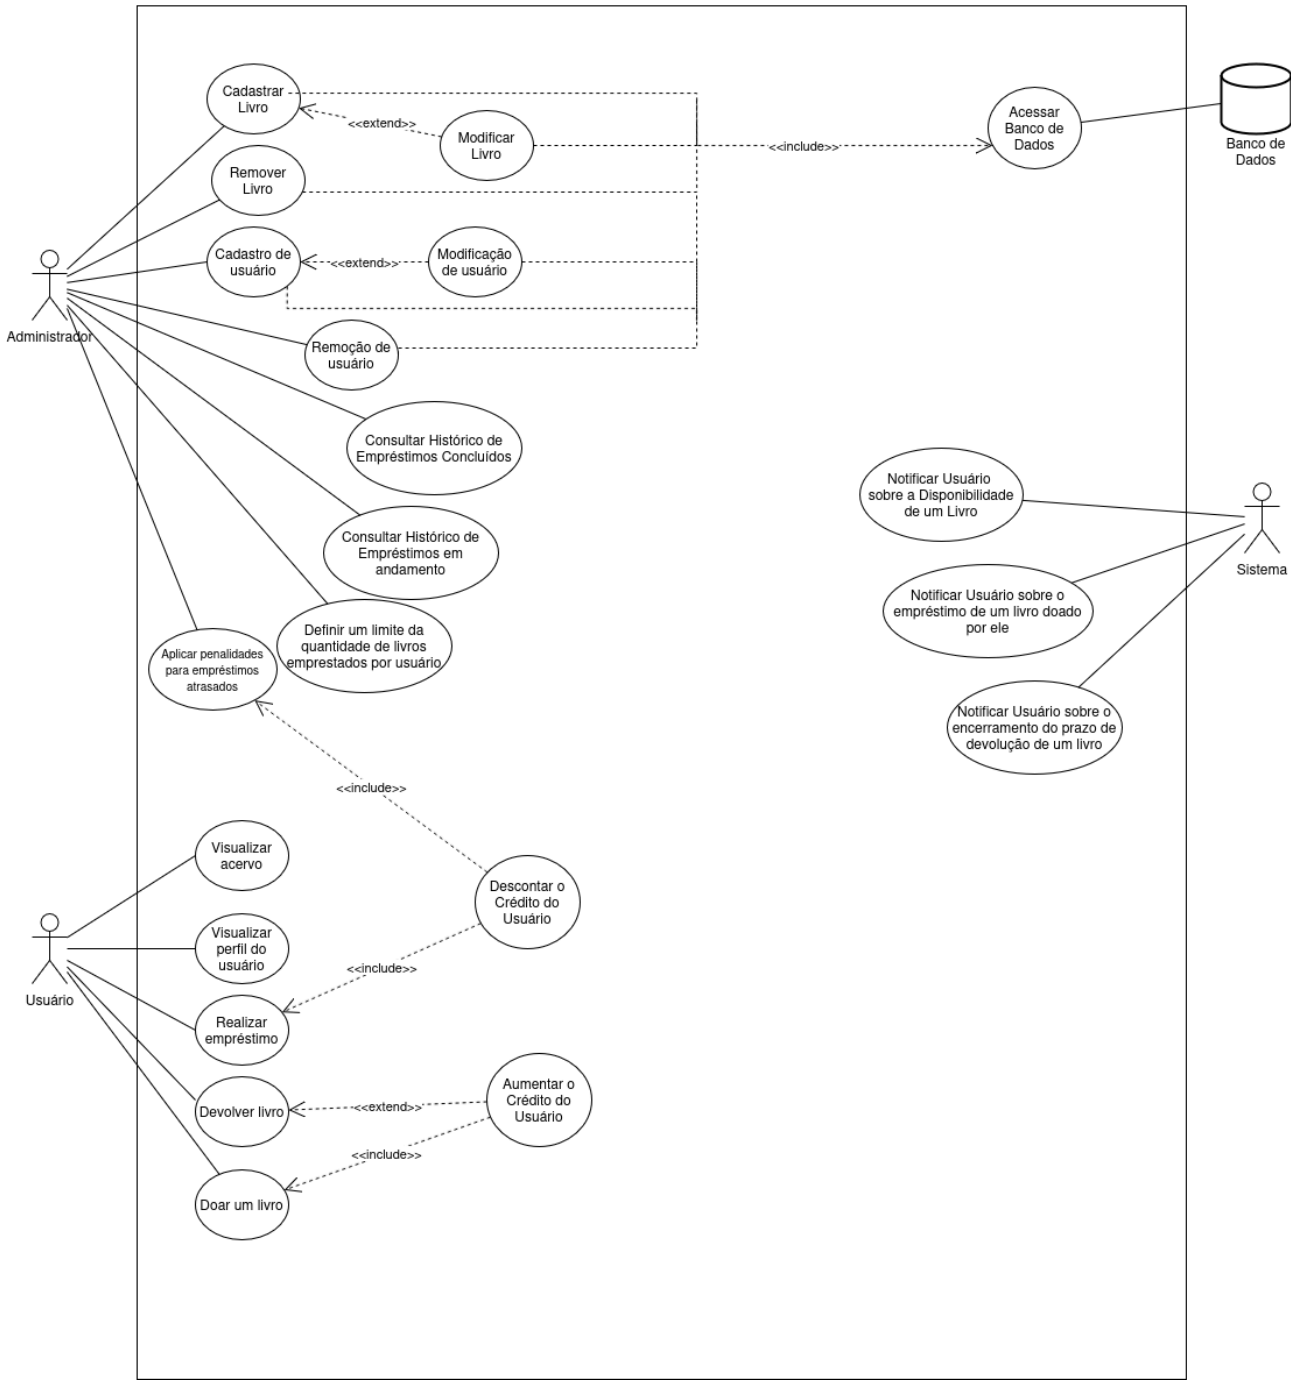 Cadastrar
Livro
<<extend>>
Modificar
Livro
<<include>>
Acessar
Banco de
Dados
Banco de
Dados
Remover
Livro
Cadastro de
usuário
<<extend>>
Modificação
de usuário
Administrador
Remoção de
usuário
Consultar Histórico de
Empréstimos Concluídos
Notificar Usuário
sobre a Disponibilidade
de um Livro
Consultar Histórico de
Empréstimos em
andamento
Sistema
Notificar Usuário sobre o
empréstimo de um livro doado
por ele
Definir um limite da
quantidade de livros
emprestados por usuário
Aplicar penalidades
para empréstimos
atrasados
Notificar Usuário sobre o
encerramento do prazo de
devolução de um livro
<<include>>
Visualizar
acervo
Descontar o
Crédito do
Usuário
Visualizar
perfil do
usuário
<<include>>
Usuário
Realizar
empréstimo
Aumentar o
Crédito do
Usuário
Devolver livro
<<extend>>
<<include>>
Doar um livro